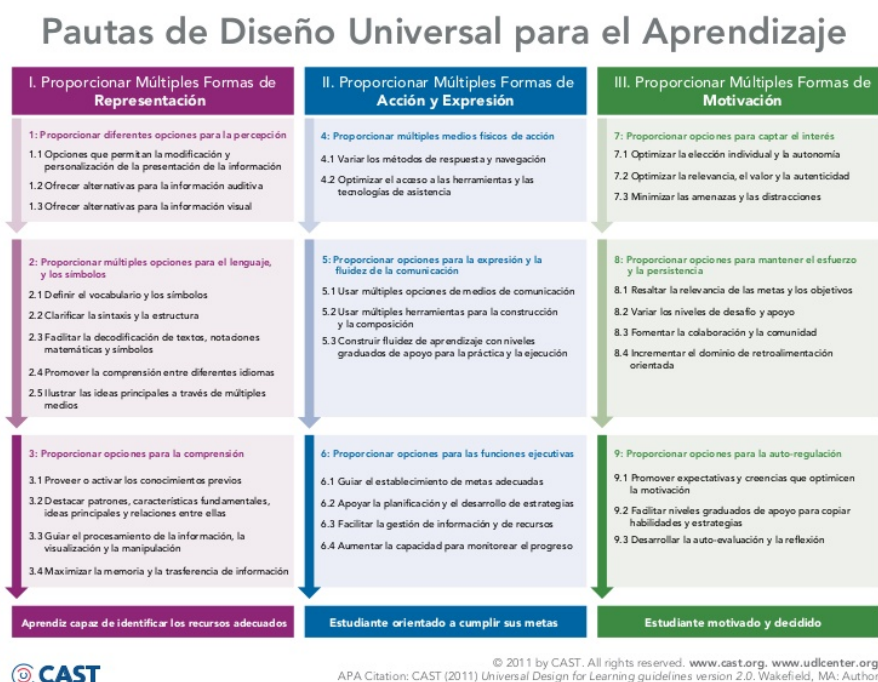 Pautas de Diseño Universal para el Aprendizaje
I. Proporcionar Múltiples Formas de
Representación
1: Proporcionar diferentes opciones para la percepción
1.1 Opciones que permitan la modificación y
personalización de la presentación de la información
1.2 Ofrecer alternativas para la información auditiva
1.3 Ofrecer alternativas para la información visual
2: Proporcionar múltiples opciones para el lenguaje,
y los símbolos
2.1 Definir el vocabulario y los símbolos
2.2 Clarificar la sintaxis y la estructura
2.3 Facilitar la decodificación de textos, notaciones
matemáticas y símbolos
2.4 Promover la comprensión entre diferentes idiomas
2.5 Ilustrar las ideas principales a través de múltiples
medios
3: Proporcionar opciones para la comprensión
3.1 Proveer o activar los conocimientos previos
3.2 Destacar patrones, características fundamentales,
ideas principales y relaciones entre ellas
3.3 Guiar el procesamiento de la información, la
visualización y la manipulación
3.4 Maximizar la memoria y la trasferencia de información
Aprendiz capaz de identificar los recursos adecuados
II. Proporcionar Múltiples Formas de
Acción y Expresión
4: Proporcionar múltiples medios físicos de acción
4.1 Variar los métodos de respuesta y navegación
4.2 Optimizar el acceso a las herramientas y las
tecnologías de asistencia
5: Proporcionar opciones para la expresión y la
fluidez de la comunicación
5.1 Usar múltiples opciones de medios de comunicación
5.2 Usar múltiples herramientas para la construcción
y la composición
5.3 Construir fluidez de aprendizaje con niveles
graduados de apoyo para la práctica y la ejecución
6: Proporcionar opciones para las funciones ejecutivas
6.1 Guiar el establecimiento de metas adecuadas
6.2 Apoyar la planificación y el desarrollo de estrategias
6.3 Facilitar la gestión de información y de recursos
6.4 Aumentar la capacidad para monitorear el progreso
Estudiante orientado a cumplir sus metas
III. Proporcionar Múltiples Formas de
Motivación
7: Proporcionar opciones para captar el interés
7.1 Optimizar la elección individual y la autonomía
7.2 Optimizar la relevancia, el valor y la autenticidad
7.3 Minimizar las amenazas y las distracciones
8: Proporcionar opciones para mantener el esfuerzo
y la persistencia
8.1 Resaltar la relevancia de las metas y los objetivos
8.2 Variar los niveles de desafío y apoyo
8.3 Fomentar la colaboración y la comunidad
8.4 Incrementar el dominio de retroalimentación
orientada
9: Proporcionar opciones para la auto-regulación
9.1 Promover expectativas y creencias que optimicen
la motivación
9.2 Facilitar niveles graduados de apoyo para copiar
habilidades y estrategias
9.3 Desarrollar la auto-evaluación y la reflexión
Estudiante motivado y decidido
CAST
© 2011 by CAST. All rights reserved. www.cast.org. www.udlcenter.org
APA Citation: CAST (2011) Universal Design for Learning guidelines version 2.0. Wakefield, MA: Author